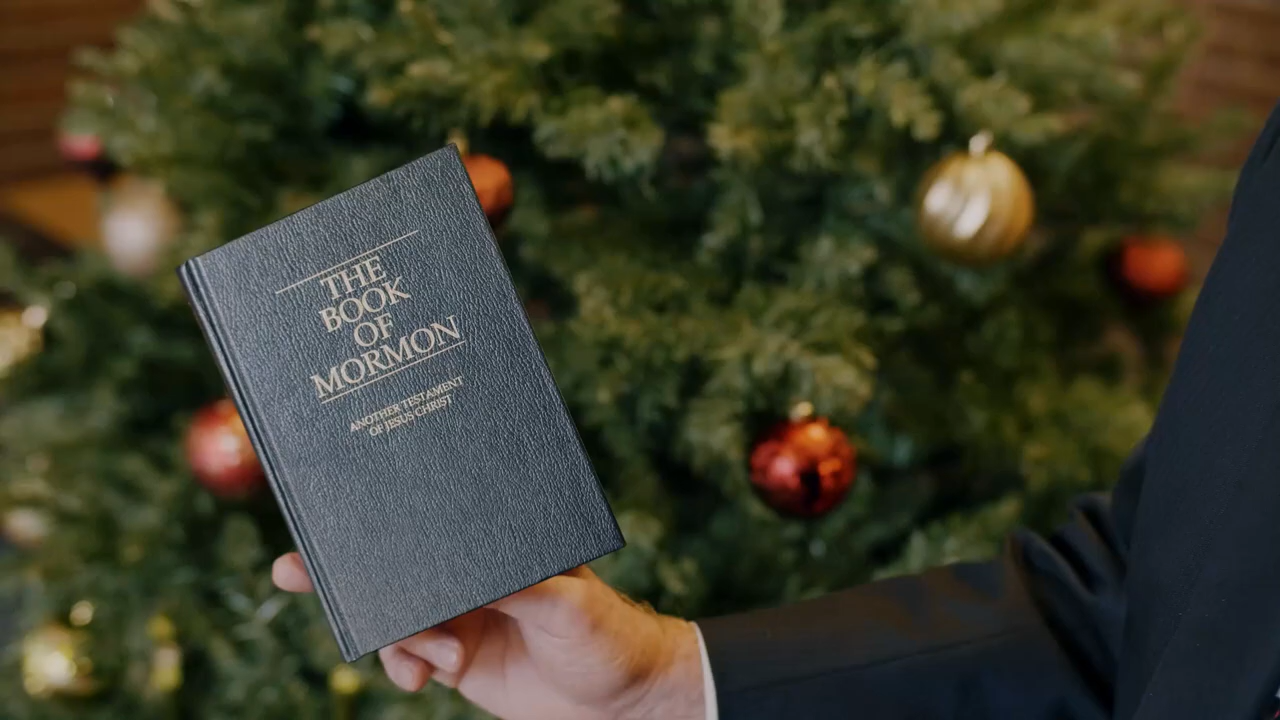 THE
BOOK
OF
MORMON
ANOTHER TESTAMENT
OF JESUS CHRIST